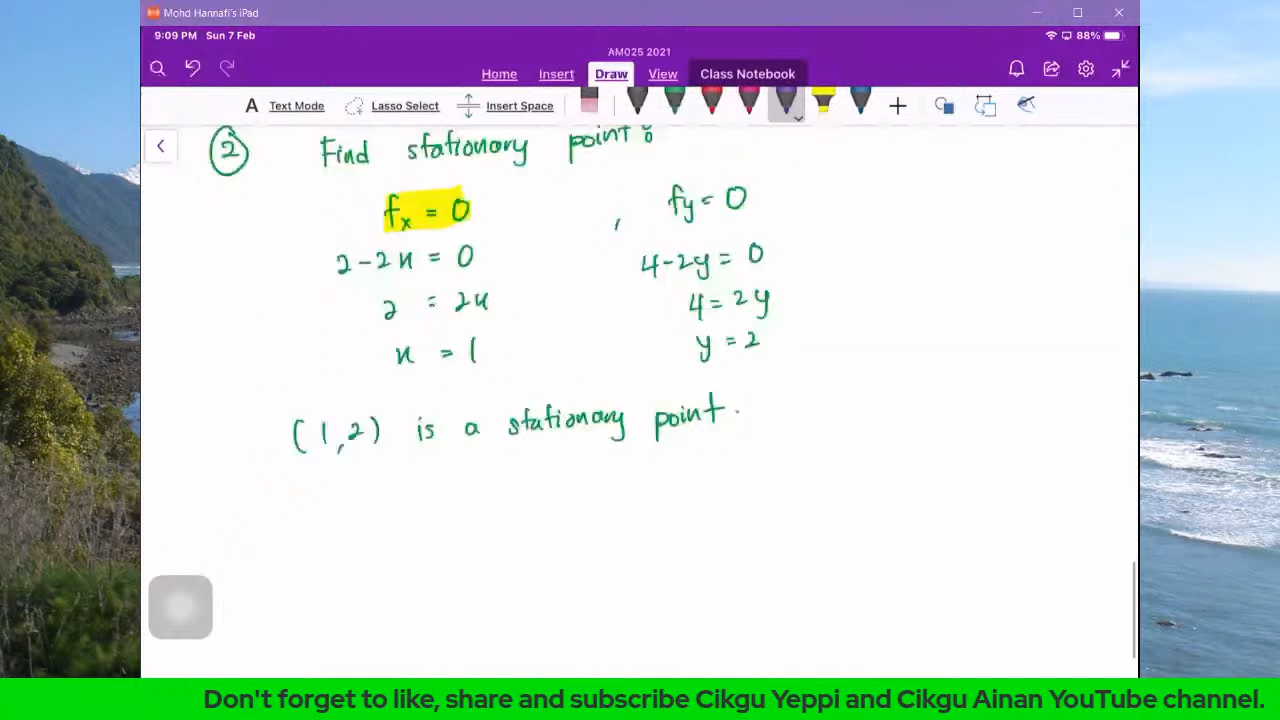 Mohd Hannafi's iPad
9:09 PM Sun 7 Feb
88%
AM025 2021
Home Insert Draw View Class Notebook
A Text Mode Lasso Select Insert Space
2 Find stationary point:
fx = 0 , fy = 0
2 - 2x = 0 4 - 2y = 0
2 = 2x 4 = 2y
x = 1 y = 2
(1,2) is a stationary point.
Don't forget to like, share and subscribe Cikgu Yeppi and Cikgu Ainan YouTube channel.